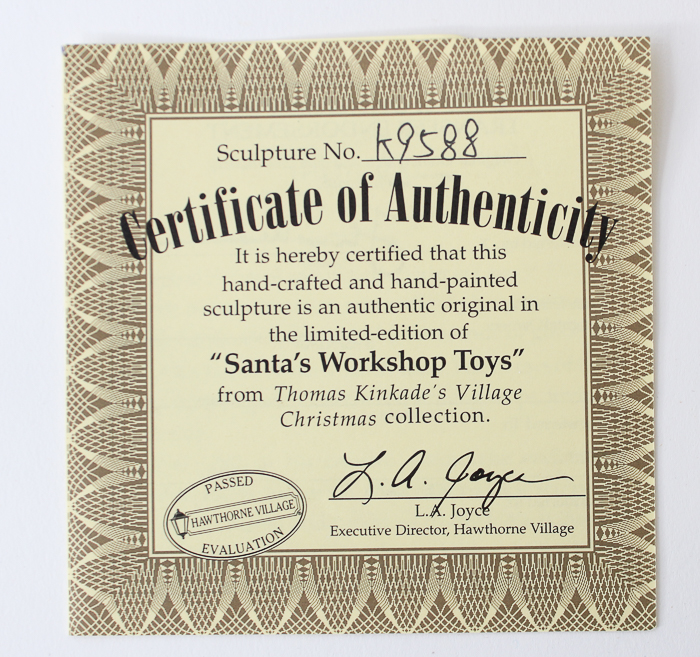 Sculpture No. K9588
Certificate of Authenticity
It is hereby certified that this
hand-crafted and hand-painted
sculpture is an authentic original in
the limited-edition of
"Santa's Workshop Toys"
from Thomas Kinkade's Village
Christmas collection.
L. A. Joyce
L.A. Joyce
Executive Director, Hawthorne Village
PASSED
HAWTHORNE VILLAGE
EVALUATION